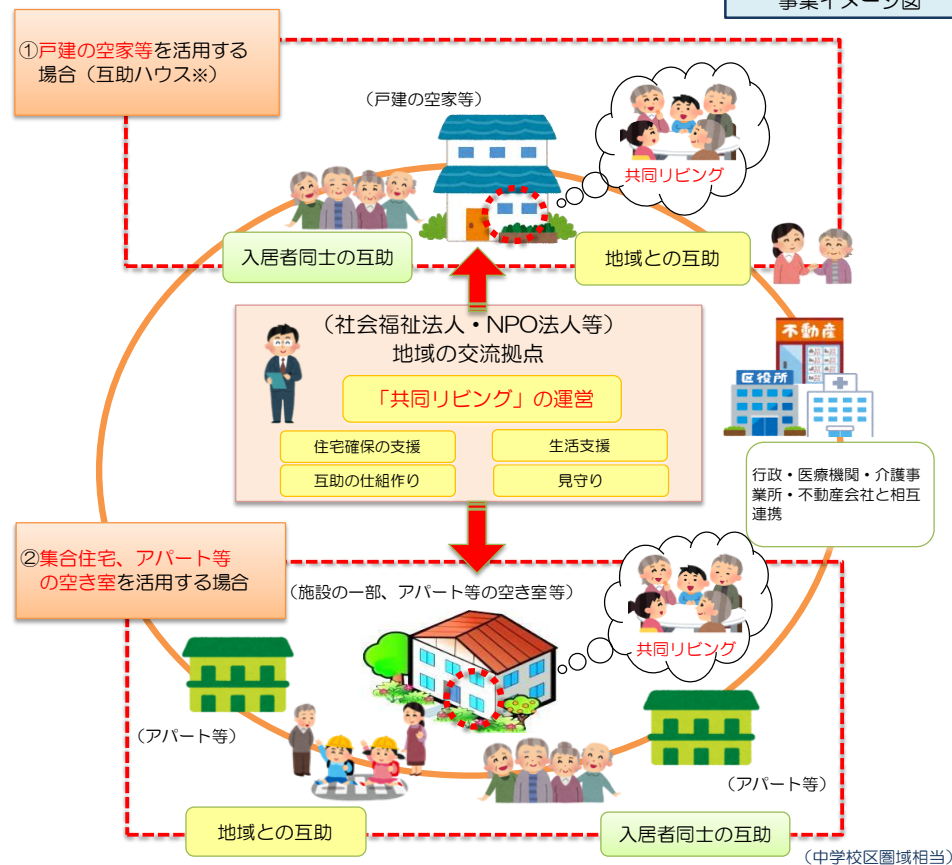 事業イメージ図
①戸建の空家等を活用する
場合（互助ハウス※）
（戸建の空家等）
共同リビング
入居者同士の互助
地域との互助
（社会福祉法人・NPO法人等）
地域の交流拠点
「共同リビング」の運営
住宅確保の支援
生活支援
互助の仕組作り
見守り
不動産
区役所
行政・医療機関・介護事
業所・不動産会社と相互
連携
②集合住宅、アパート等
の空き室を活用する場合
（施設の一部、アパート等の空き室等）
共同リビング
（アパート等）
（アパート等）
地域との互助
入居者同士の互助
（中学校区圏域相当）